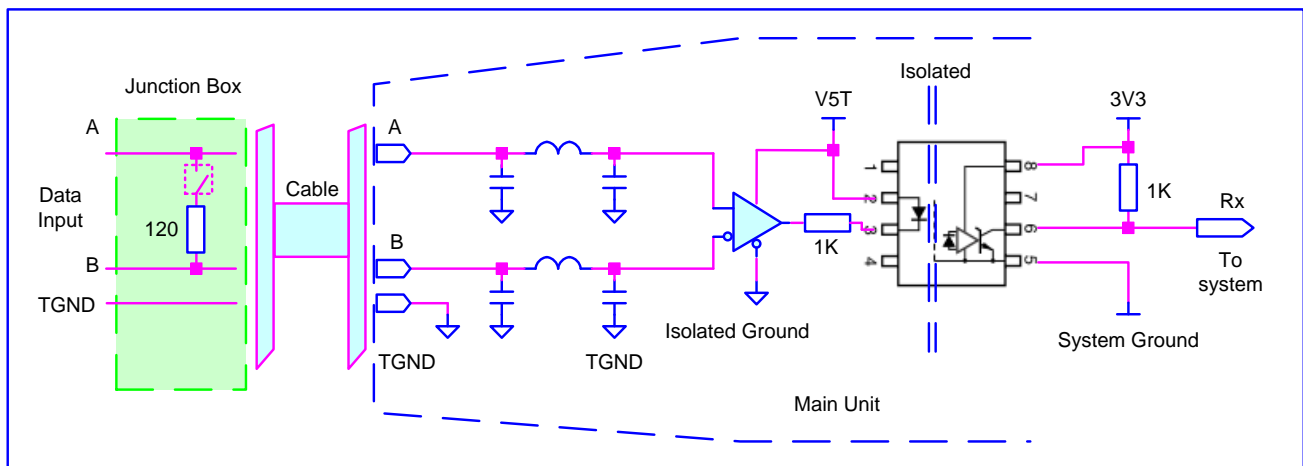 Junction Box
Isolated
A
A
V5T
3V3
Data
Input
Cable
1
8
120
2
7
1K
Rx
B
B
3
6
1K
4
5
To
system
TGND
Isolated Ground
TGND
TGND
System Ground
Main Unit